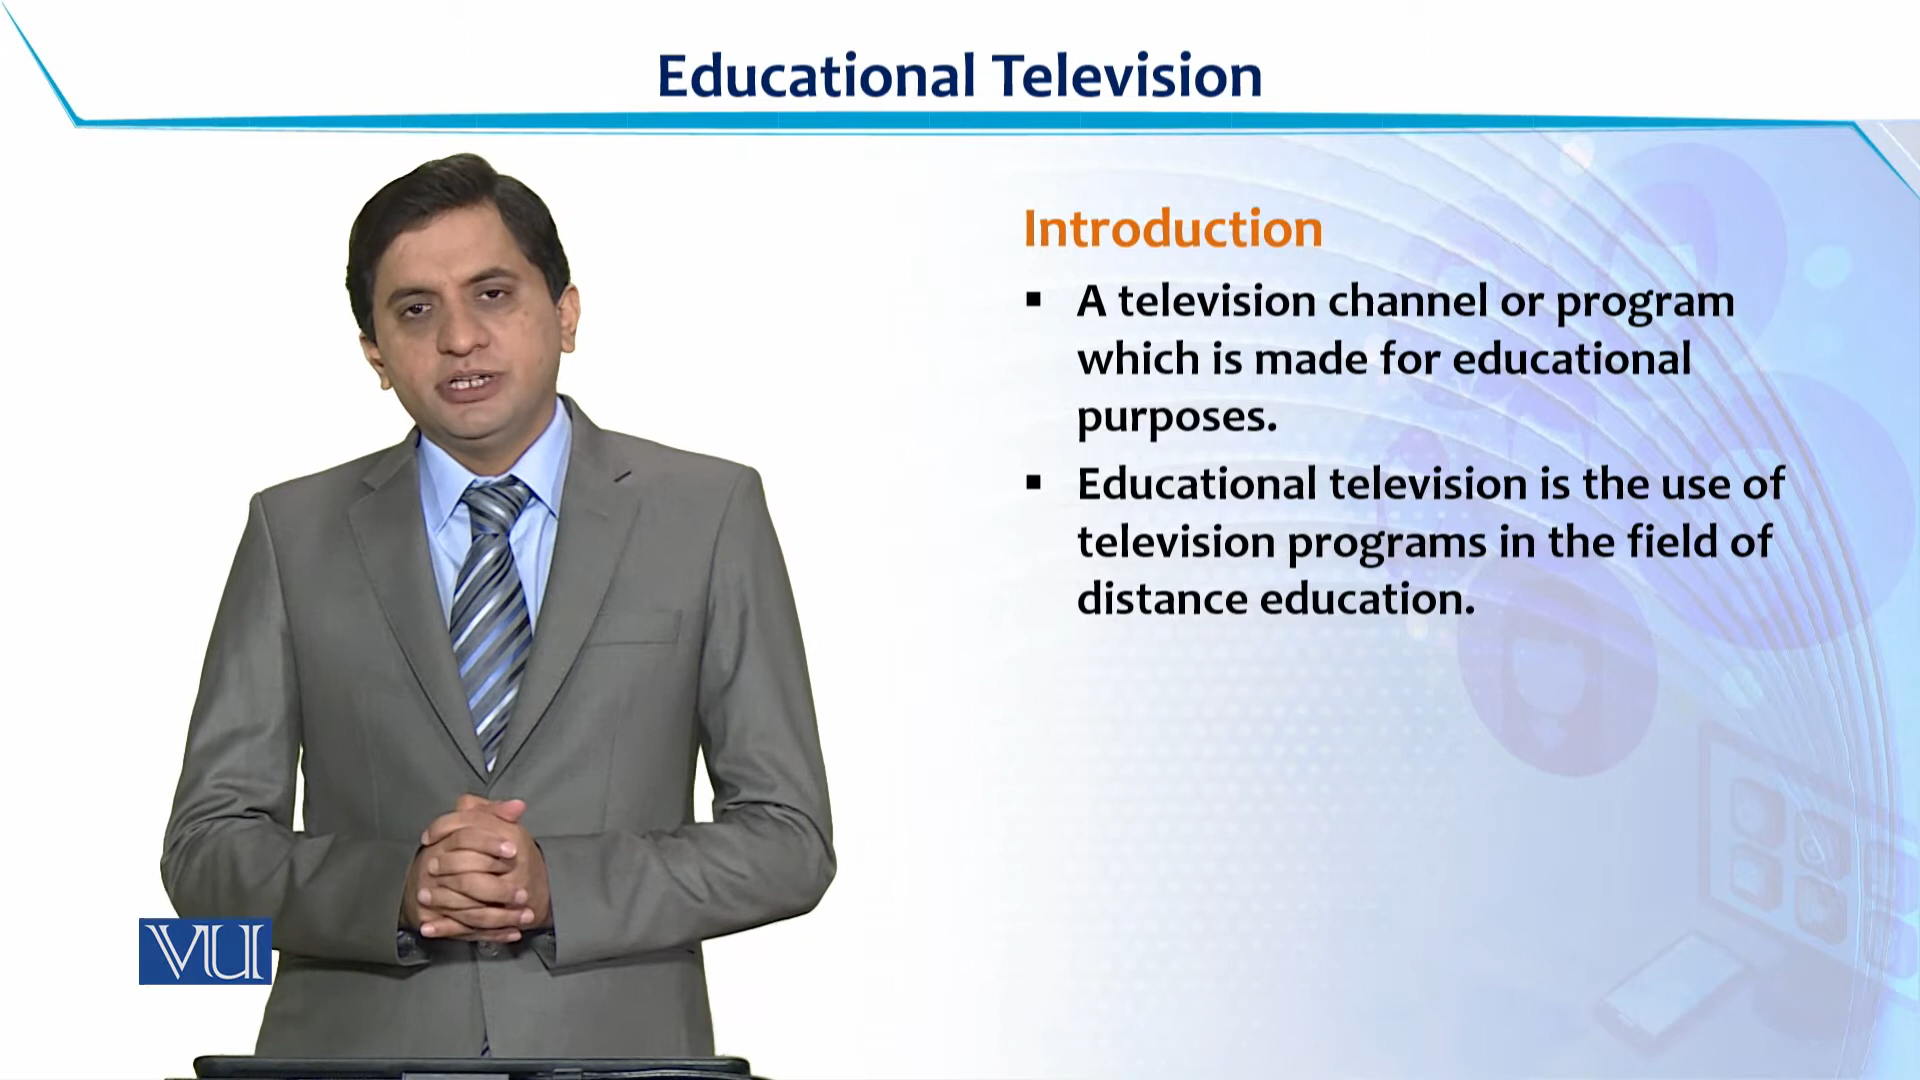 Educational Television
Introduction
▪ A television channel or program
which is made for educational
purposes.
▪ Educational television is the use of
television programs in the field of
distance education.
VU